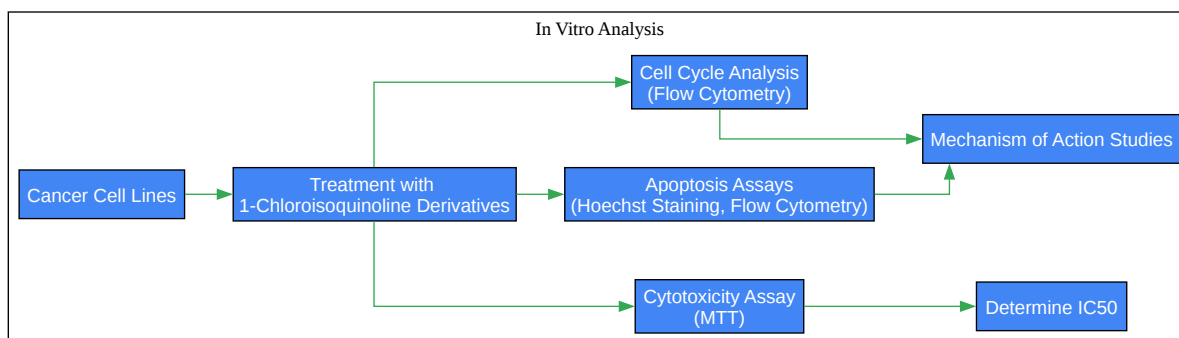 In Vitro Analysis
Cell Cycle Analysis
(Flow Cytometry)
Mechanism of Action Studies
Cancer Cell Lines
Treatment with
1-Chloroisoquinoline Derivatives
Apoptosis Assays
(Hoechst Staining, Flow Cytometry)
Cytotoxicity Assay
(MTT)
Determine IC50